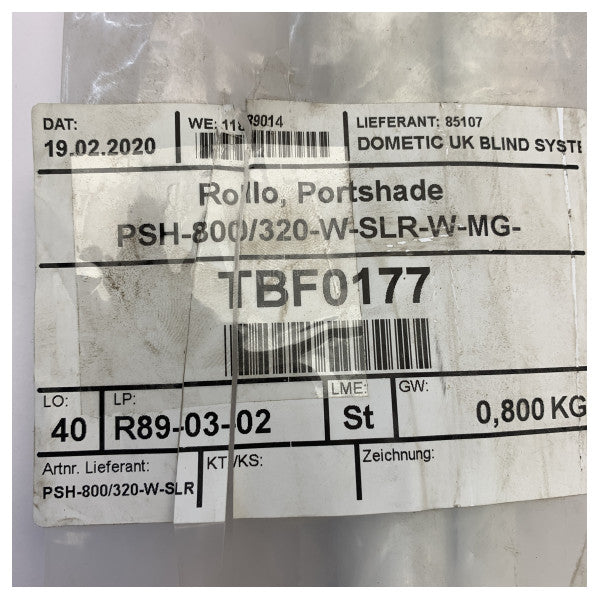 DAT:
19.02.2020
WE: 118 89014
LIEFERANT: 85107
DOMETIC UK BLIND SYSTE
Rollo, Portshade
PSH-800/320-W-SLR-W-MG-
TBF0177
LO:
40
LP:
R89-03-02
LME:
St
GW:
0,800 KG
Artnr. Lieferant:
PSH-800/320-W-SLR
KT/KS:
Zeichnung: